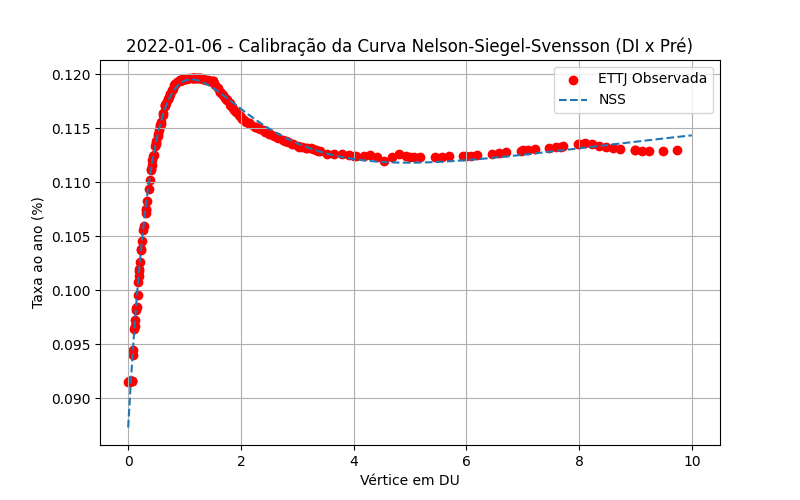 2022-01-06 - Calibração da Curva Nelson-Siegel-Svensson (DI x Pré)
ETTJ Observada
NSS
Taxa ao ano (%)
0.120
0.115
0.110
0.105
0.100
0.095
0.090
0 2 4 6 8 10
Vértice em DU